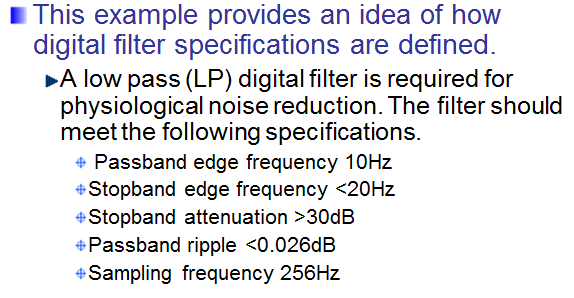 This example provides an idea of how
digital filter specifications are defined.
A low pass (LP) digital filter is required for
physiological noise reduction. The filter should
meet the following specifications.
Passband edge frequency 10Hz
Stopband edge frequency <20Hz
Stopband attenuation >30dB
Passband ripple <0.026dB
Sampling frequency 256Hz